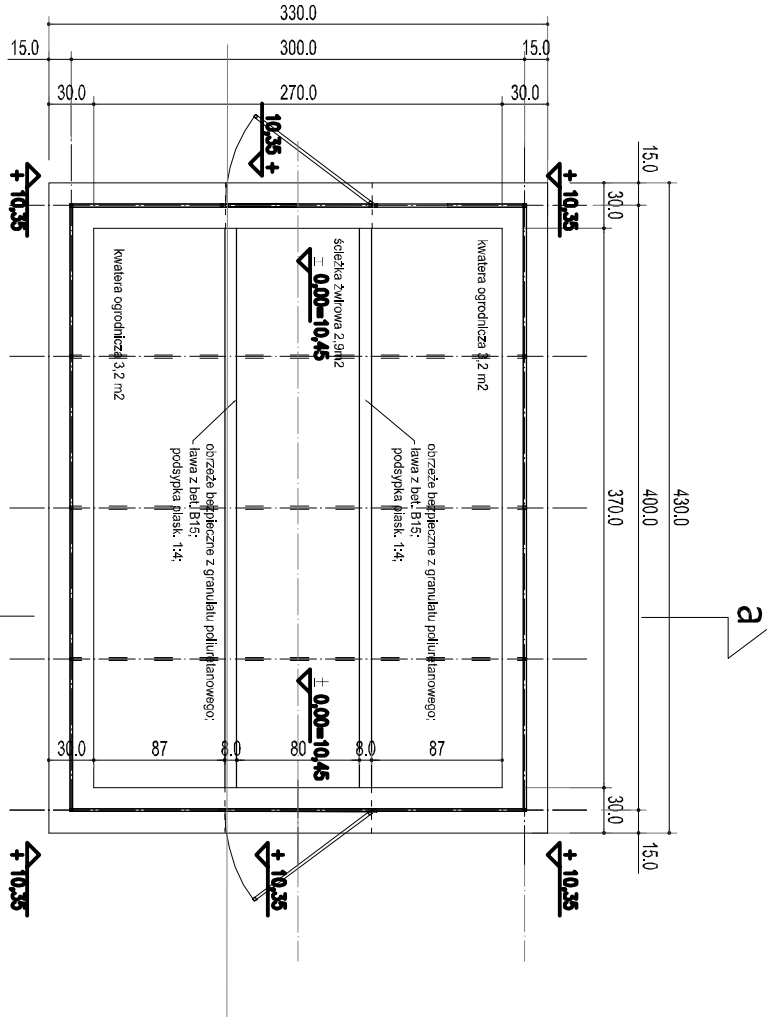 330.0
15.0
300.0
15.0
30.0
270.0
30.0
+ 10,35
10,35 +
+ 10,35
15.0
30.0
kwatera ogrodnicza 3,2 m2
ścieżka żwirowa 2,9m2
± 0,00=10,45
kwatera ogrodnicza 3,2 m2
obrzeże bezpieczne z granulatu poliuretanowego;
ława z bet. B15;
podsypka piask. 1:4;
obrzeże bezpieczne z granulatu poliuretanowego;
ława z bet. B15;
podsypka piask. 1:4;
370.0
400.0
430.0
a
± 0,00=10,45
30.0
87
8.0
80
8.0
87
30.0
15.0
+ 10,35
+ 10,35
+ 10,35